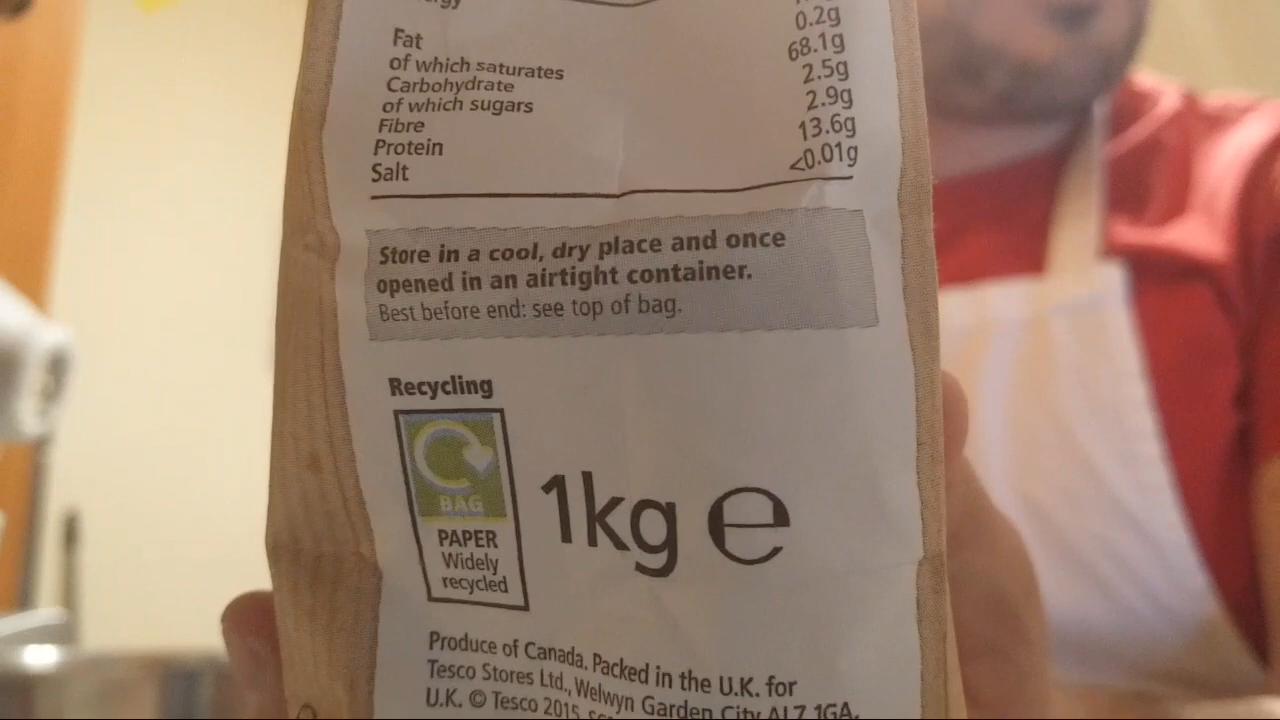 Fat
of which saturates
Carbohydrate
of which sugars
Fibre
Protein
Salt
0.2g
68.1g
2.5g
2.9g
13.6g
<0.01g
Store in a cool, dry place and once
opened in an airtight container.
Best before end: see top of bag.
Recycling
BAG
PAPER
Widely
recycled
1kg e
Produce of Canada. Packed in the U.K. for
Tesco Stores Ltd., Welwyn Garden City AL7 1GA,
U.K. © Tesco 2015.